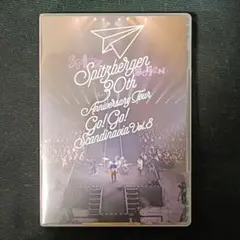 Spitzbergen
30th
Anniversary Tour
Go! Go!
Scandinavia Vol.8